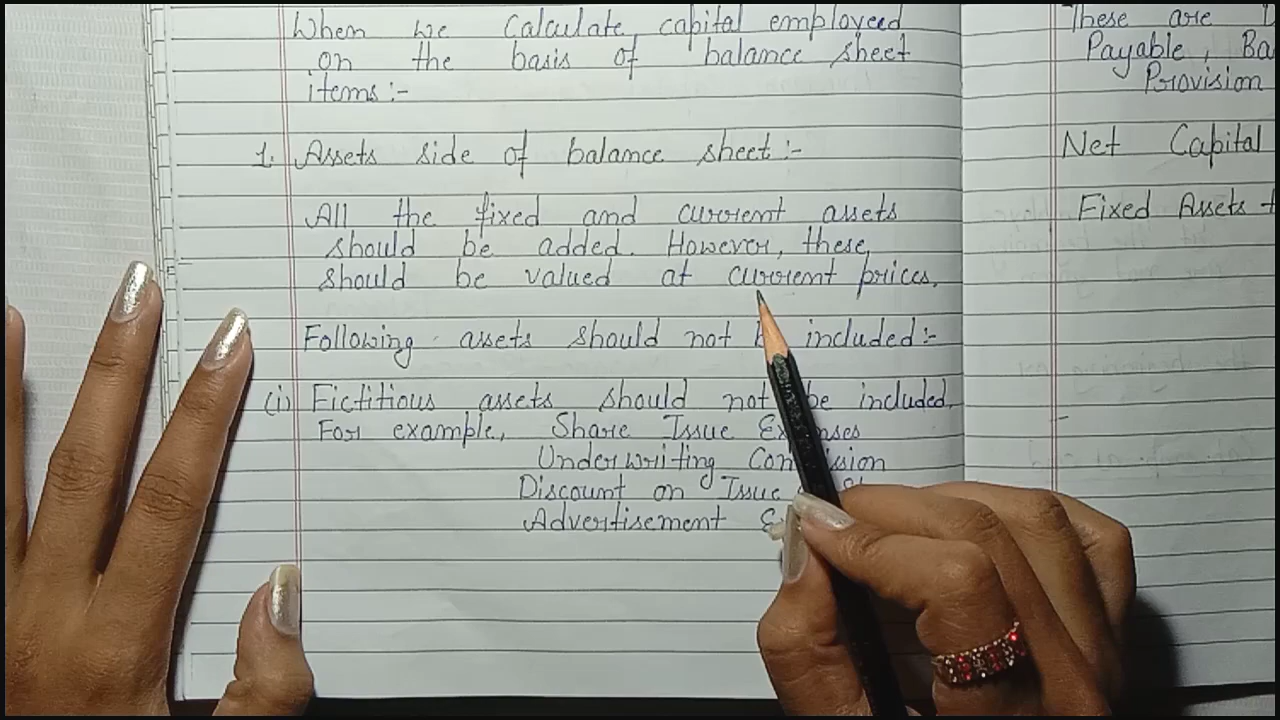 When we Calculate capital employeed
on the basis of balance sheet
items:-
1. Assets side of balance sheet:-
All the fixed and current assets
should be added. However, these
should be valued at current prices.
Following assets should not included:-
(i) Fictitious assets should not be included.
For example, Share Issue
Underwriting
Discount on Issue
Advertisement
These are
Payable,
Provision
Net Capital
Fixed Assets +